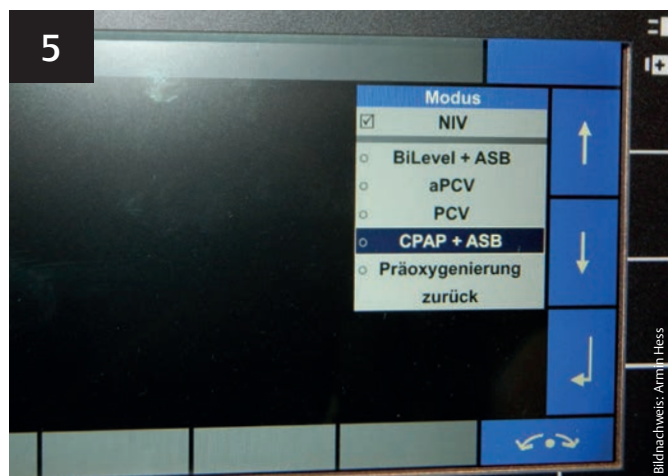 5
Modus
NIV
BiLevel + ASB
aPCV
PCV
CPAP + ASB
Präoxygenierung
zurück
Bildnachweis: Armin Hess